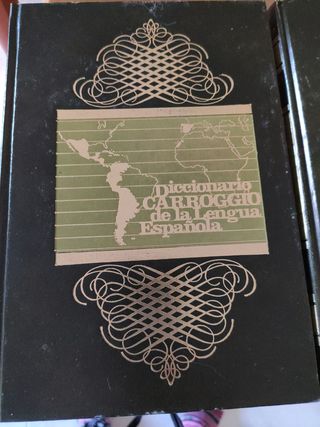 Diccionario
CARROGGIO
de la Lengua
Española